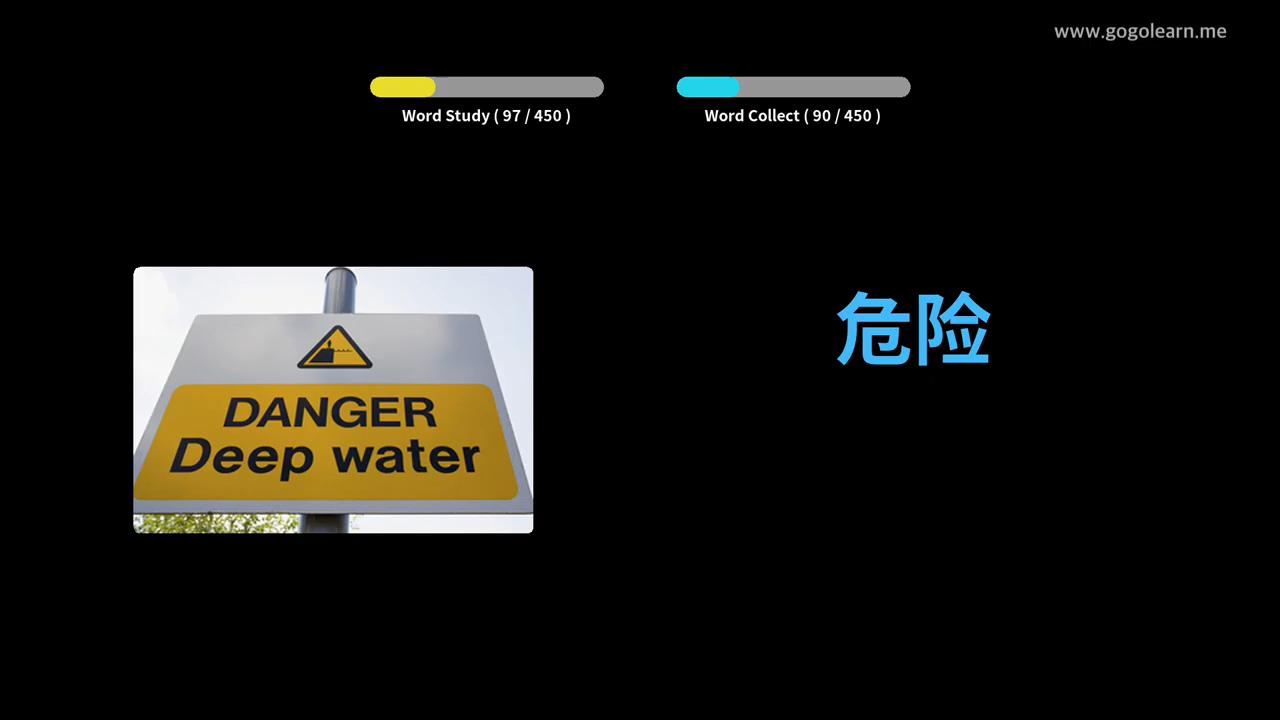 www.gogolearn.me
Word Study ( 97 / 450 )
Word Collect ( 90 / 450 )
DANGER
Deep water
危险